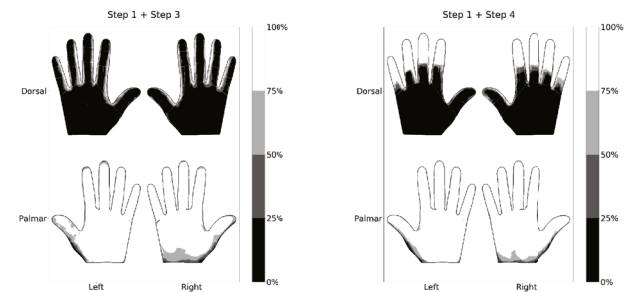 Step 1 + Step 3
100%
75%
50%
25%
0%
Dorsal
Palmar
Left
Right
Step 1 + Step 4
100%
75%
50%
25%
0%
Dorsal
Palmar
Left
Right